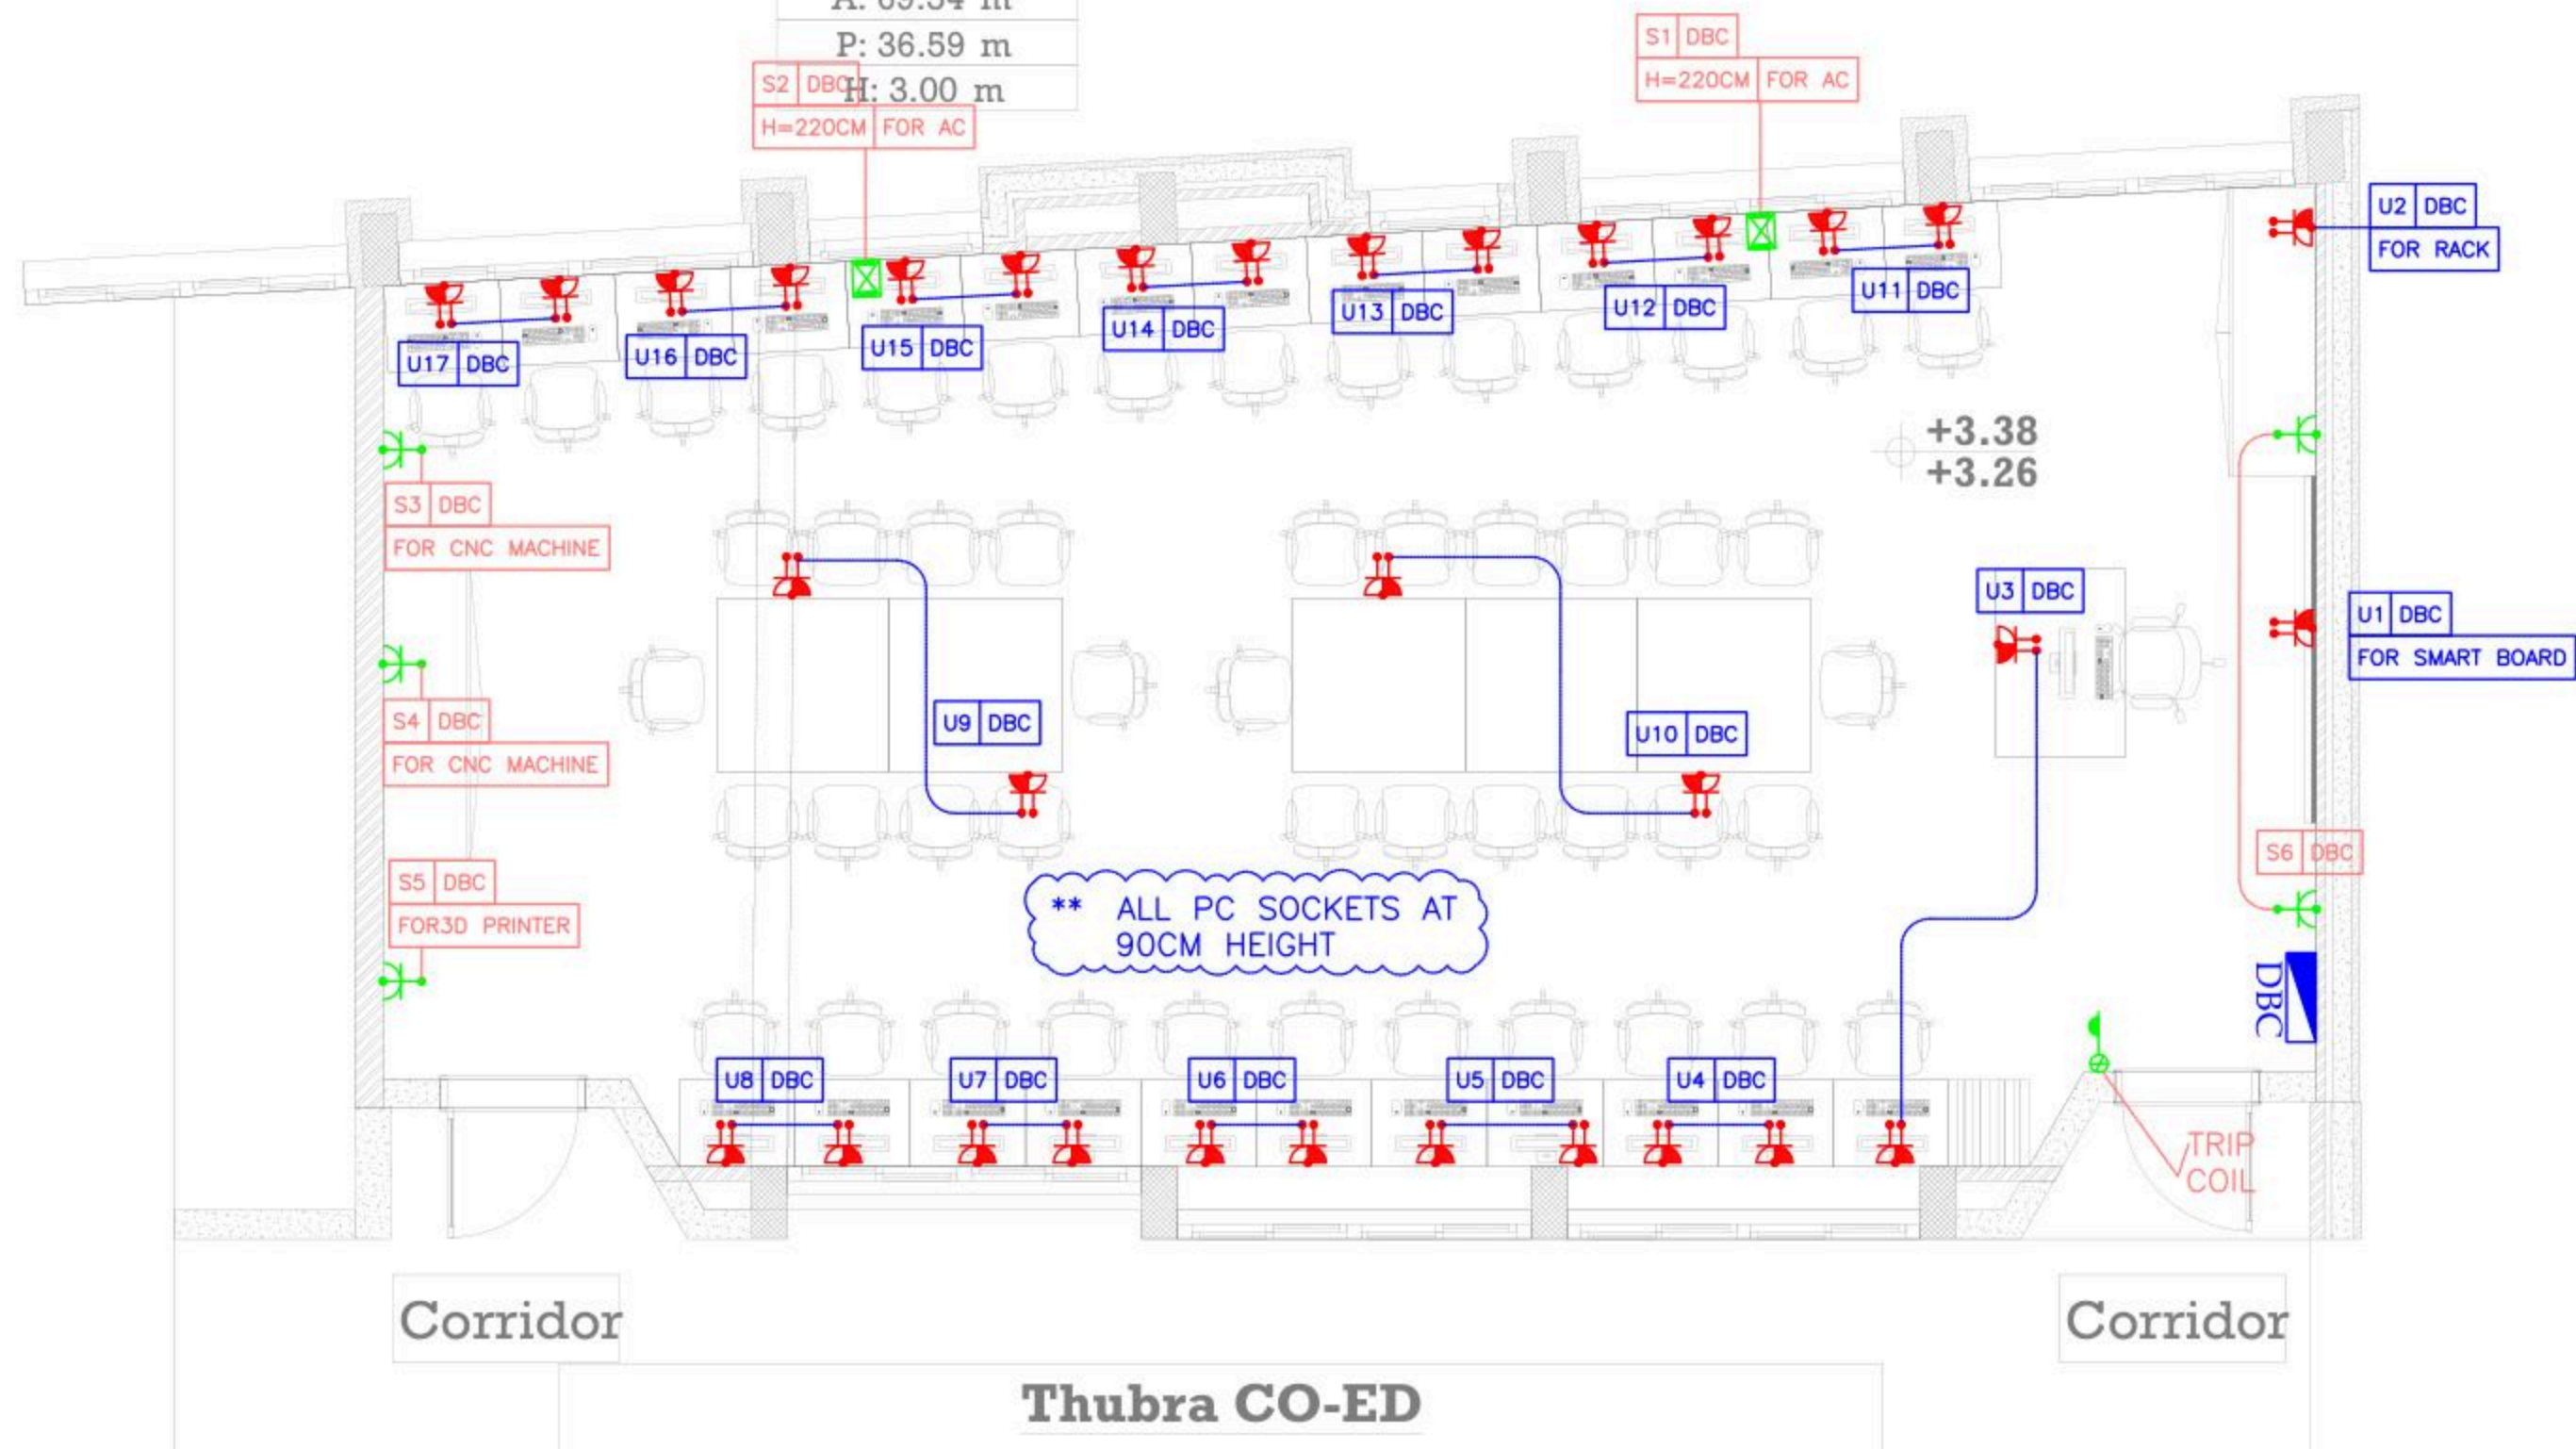 P: 36.59 m
H: 3.00 m
S1 DBC
H=220CM FOR AC
S2 DBC
H=220CM FOR AC
U2 DBC
FOR RACK
U17 DBC
U16 DBC
U15 DBC
U14 DBC
U13 DBC
U12 DBC
U11 DBC
+3.38
+3.26
S3 DBC
FOR CNC MACHINE
U3 DBC
U1 DBC
FOR SMART BOARD
S4 DBC
FOR CNC MACHINE
U9 DBC
U10 DBC
S6 DBC
S5 DBC
FOR3D PRINTER
** ALL PC SOCKETS AT
90CM HEIGHT
DBC
U8 DBC
U7 DBC
U6 DBC
U5 DBC
U4 DBC
TRIP
COIL
Corridor
Corridor
Thubra CO-ED